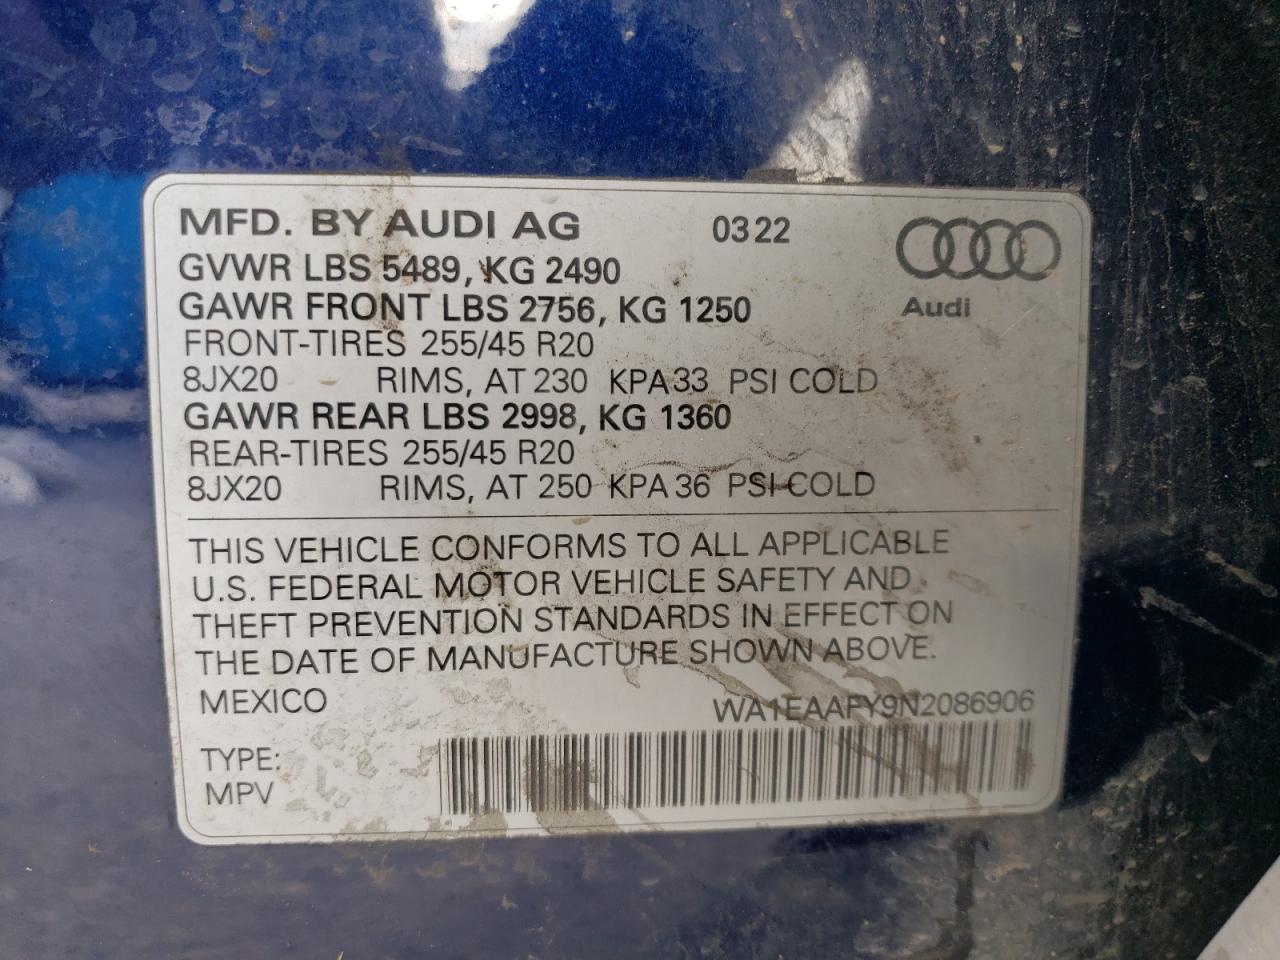 MFD. BY AUDI AG 03 22
GVWR LBS 5489, KG 2490
GAWR FRONT LBS 2756, KG 1250
Audi
FRONT-TIRES 255/45 R20
8JX20 RIMS, AT 230 KPA 33 PSI COLD
GAWR REAR LBS 2998, KG 1360
REAR-TIRES 255/45 R20
8JX20 RIMS, AT 250 KPA 36 PSI COLD
THIS VEHICLE CONFORMS TO ALL APPLICABLE
U.S. FEDERAL MOTOR VEHICLE SAFETY AND
THEFT PREVENTION STANDARDS IN EFFECT ON
THE DATE OF MANUFACTURE SHOWN ABOVE.
MEXICO WA1EAAFY9N2086906
TYPE:
MPV